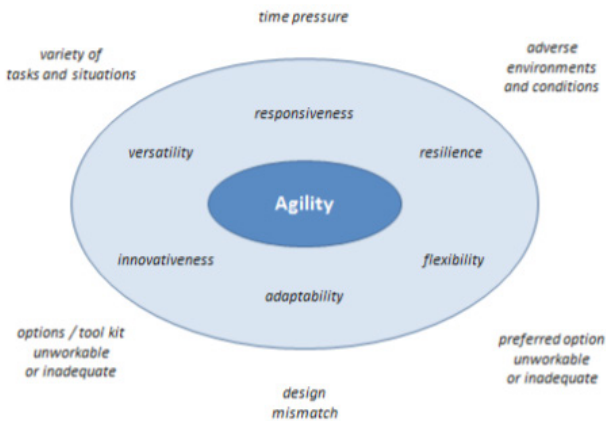 time pressure
variety of
tasks and situations
adverse
environments
and conditions
responsiveness
versatility
resilience
Agility
innovativeness
flexibility
adaptability
options / tool kit
unworkable
or inadequate
preferred option
unworkable
or inadequate
design
mismatch